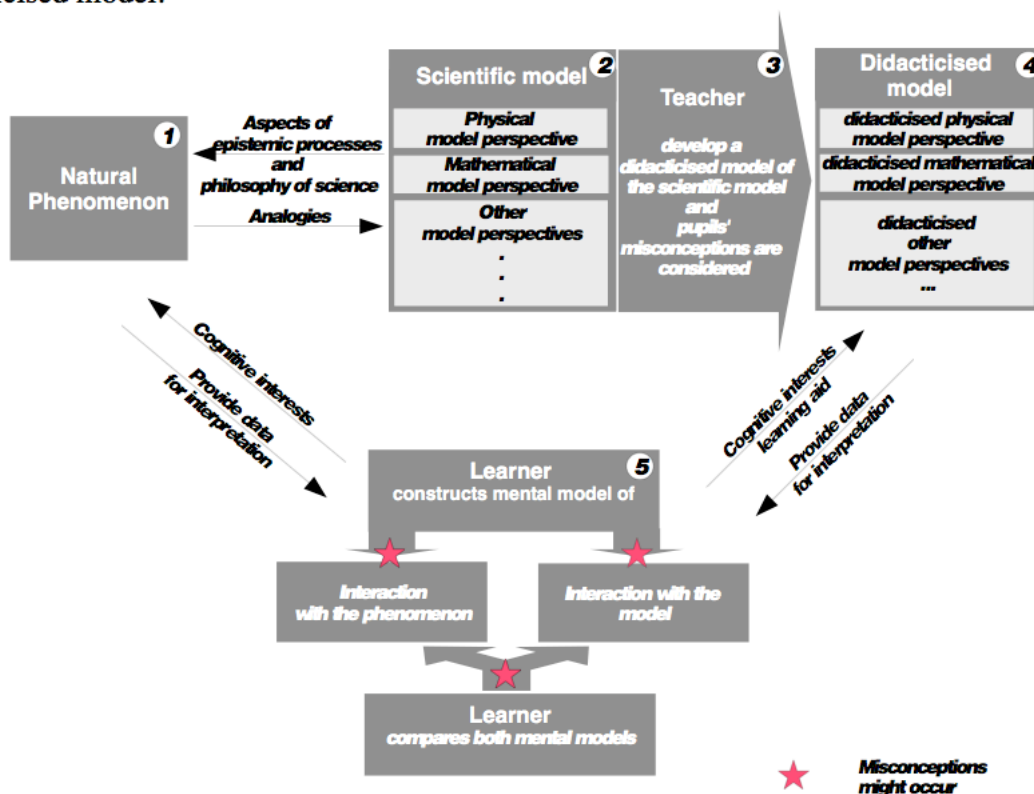 icised model.
1
Natural
Phenomenon
Aspects of
epistemic processes
and
philosophy of science
Analogies
2
Scientific model
Physical
model perspective
Mathematical
model perspective
Other
model perspectives
.
.
.
3
Teacher
develop a
didacticised model of
the scientific model
and
pupils'
misconceptions are
considered
4
Didacticised
model
didacticised physical
model perspective
didacticised mathematical
model perspective
didacticised
other
model perspectives
...
Cognitive interests
Provide data
for interpretation
Cognitive interests
learning aid
Provide data
for interpretation
5
Learner
constructs mental model of
Interaction
with the phenomenon
Interaction with the
model
Learner
compares both mental models
Misconceptions
might occur